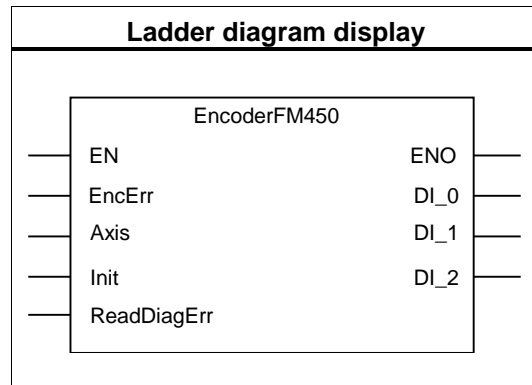 Ladder diagram display
EncoderFM450
EN ENO
EncErr DI_0
Axis DI_1
Init DI_2
ReadDiagErr